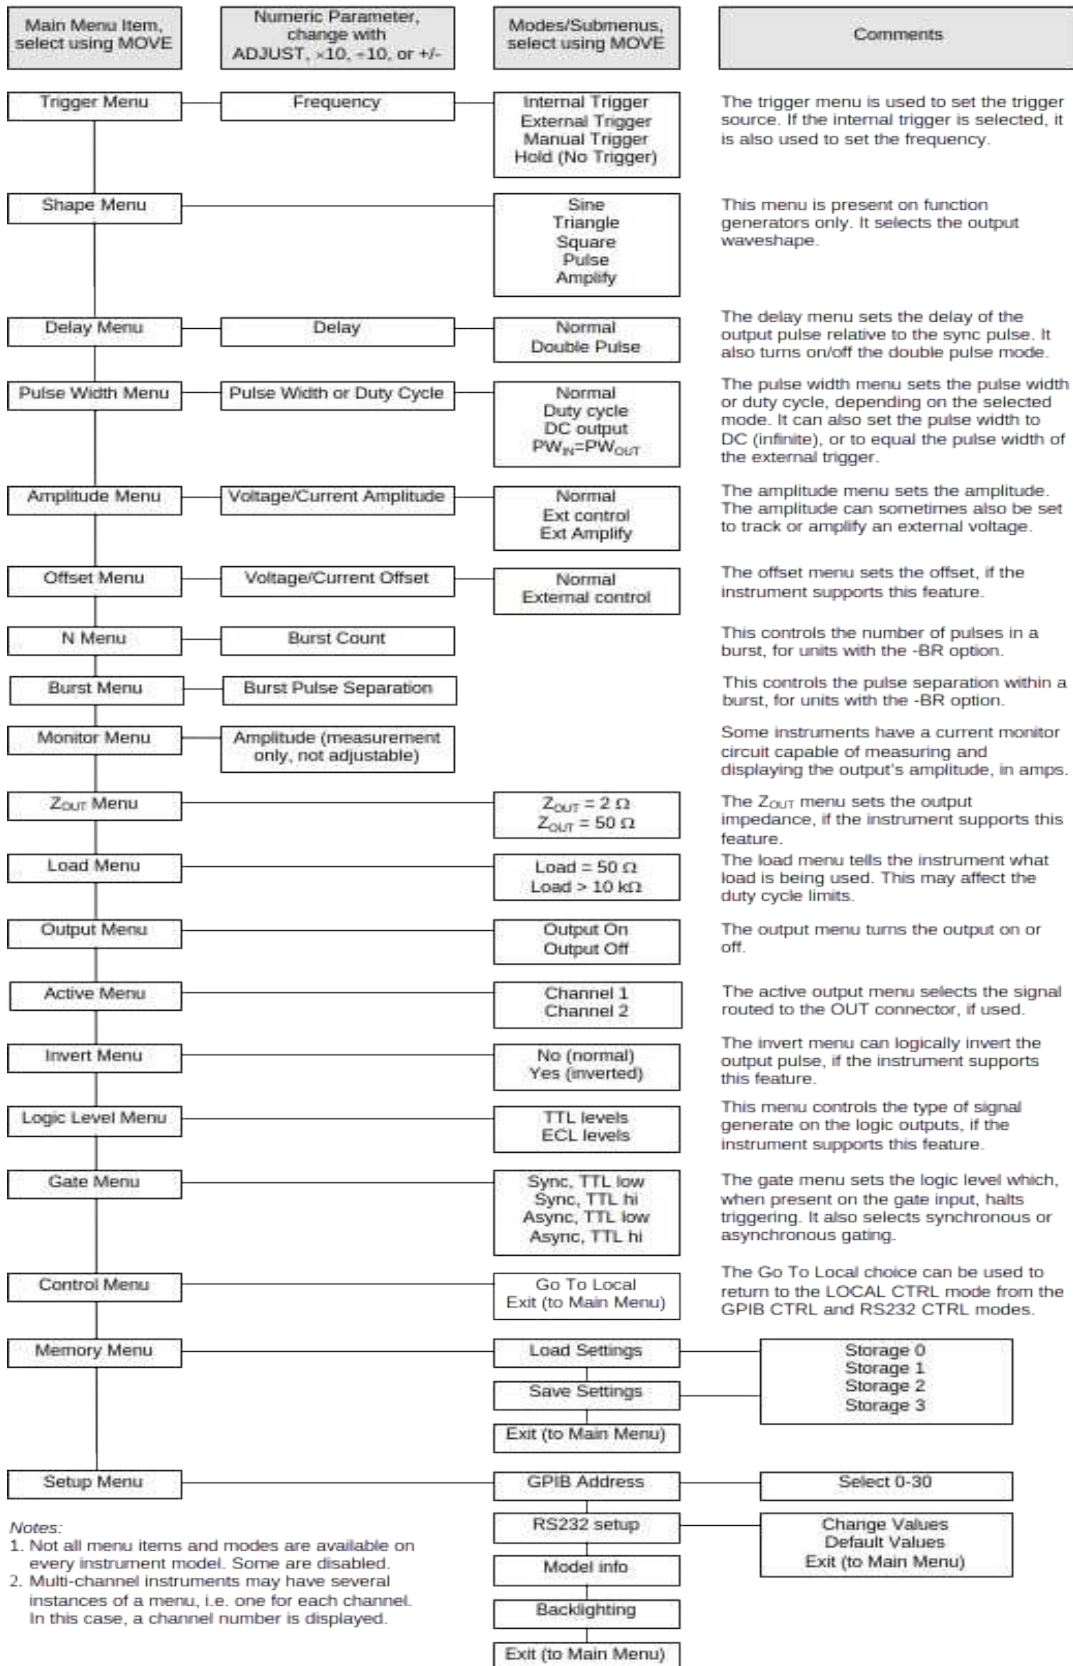 Main Menu Item,
select using MOVE
Numeric Parameter,
change with
ADJUST, ×10, ÷10, or +/-
Modes/Submenus,
select using MOVE
Comments
Trigger Menu
Frequency
Internal Trigger
External Trigger
Manual Trigger
Hold (No Trigger)
The trigger menu is used to set the trigger
source. If the internal trigger is selected, it
is also used to set the frequency.
Shape Menu
Sine
Triangle
Square
Pulse
Amplify
This menu is present on function
generators only. It selects the output
waveshape.
Delay Menu
Delay
Normal
Double Pulse
The delay menu sets the delay of the
output pulse relative to the sync pulse. It
also turns on/off the double pulse mode.
Pulse Width Menu
Pulse Width or Duty Cycle
Normal
Duty cycle
DC output
PWIN=PWOUT
The pulse width menu sets the pulse width
or duty cycle, depending on the selected
mode. It can also set the pulse width to
DC (infinite), or to equal the pulse width of
the external trigger.
Amplitude Menu
Voltage/Current Amplitude
Normal
Ext control
Ext Amplify
The amplitude menu sets the amplitude.
The amplitude can sometimes also be set
to track or amplify an external voltage.
Offset Menu
Voltage/Current Offset
Normal
External control
The offset menu sets the offset, if the
instrument supports this feature.
N Menu
Burst Count
This controls the number of pulses in a
burst, for units with the -BR option.
Burst Menu
Burst Pulse Separation
This controls the pulse separation within a
burst, for units with the -BR option.
Monitor Menu
Amplitude (measurement
only, not adjustable)
Some instruments have a current monitor
circuit capable of measuring and
displaying the output's amplitude, in amps.
ZOUT Menu
ZOUT = 2 Ω
ZOUT = 50 Ω
The ZOUT menu sets the output
impedance, if the instrument supports this
feature.
Load Menu
Load = 50 Ω
Load > 10 kΩ
The load menu tells the instrument what
load is being used. This may affect the
duty cycle limits.
Output Menu
Output On
Output Off
The output menu turns the output on or
off.
Active Menu
Channel 1
Channel 2
The active output menu selects the signal
routed to the OUT connector, if used.
Invert Menu
No (normal)
Yes (inverted)
The invert menu can logically invert the
output pulse, if the instrument supports
this feature.
Logic Level Menu
TTL levels
ECL levels
This menu controls the type of signal
generate on the logic outputs, if the
instrument supports this feature.
Gate Menu
Sync, TTL low
Sync, TTL hi
Async, TTL low
Async, TTL hi
The gate menu sets the logic level which,
when present on the gate input, halts
triggering. It also selects synchronous or
asynchronous gating.
Control Menu
Go To Local
Exit (to Main Menu)
The Go To Local choice can be used to
return to the LOCAL CTRL mode from the
GPIB CTRL and RS232 CTRL modes.
Memory Menu
Load Settings
Save Settings
Exit (to Main Menu)
Storage 0
Storage 1
Storage 2
Storage 3
Setup Menu
GPIB Address
Select 0-30
RS232 setup
Change Values
Default Values
Exit (to Main Menu)
Model info
Backlighting
Exit (to Main Menu)
Notes:
1. Not all menu items and modes are available on
every instrument model. Some are disabled.
2. Multi-channel instruments may have several
instances of a menu, i.e. one for each channel.
In this case, a channel number is displayed.